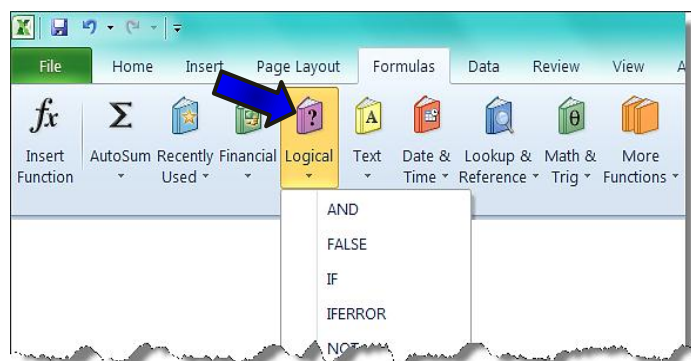 File Home Insert Page Layout Formulas Data Review View A
fx Σ ? A θ
Insert AutoSum Recently Financial Logical Text Date & Lookup & Math & More
Function Used Time Reference Trig Functions
AND
FALSE
IF
IFERROR
NOT